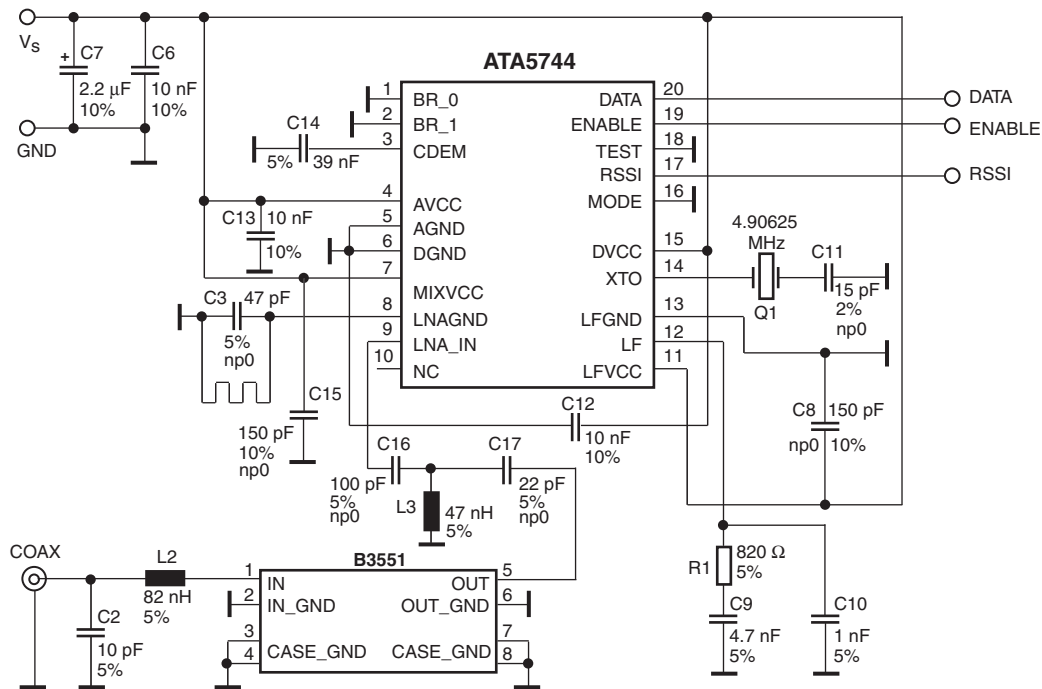 ATA5744
VS
C7
+
2.2 µF
10%
C6
10 nF
10%
GND
1
BR_0
2
BR_1
3
CDEM
4
AVCC
5
AGND
6
DGND
7
MIXVCC
8
LNAGND
9
LNA_IN
10
NC
20
DATA
19
ENABLE
18
TEST
17
RSSI
16
MODE
15
DVCC
14
XTO
13
LFGND
12
LF
11
LFVCC
DATA
ENABLE
RSSI
C14
5%
39 nF
C13
10 nF
10%
C3
47 pF
5%
np0
C15
150 pF
10%
np0
4.90625
MHz
Q1
C11
15 pF
2%
np0
C12
10 nF
10%
C8
150 pF
np0
10%
C16
100 pF
5%
np0
C17
22 pF
5%
np0
L3
47 nH
5%
COAX
L2
82 nH
5%
C2
10 pF
5%
B3551
1
IN
2
IN_GND
3
4
CASE_GND
5
OUT
6
OUT_GND
7
8
CASE_GND
R1
820 Ω
5%
C9
4.7 nF
5%
C10
1 nF
5%